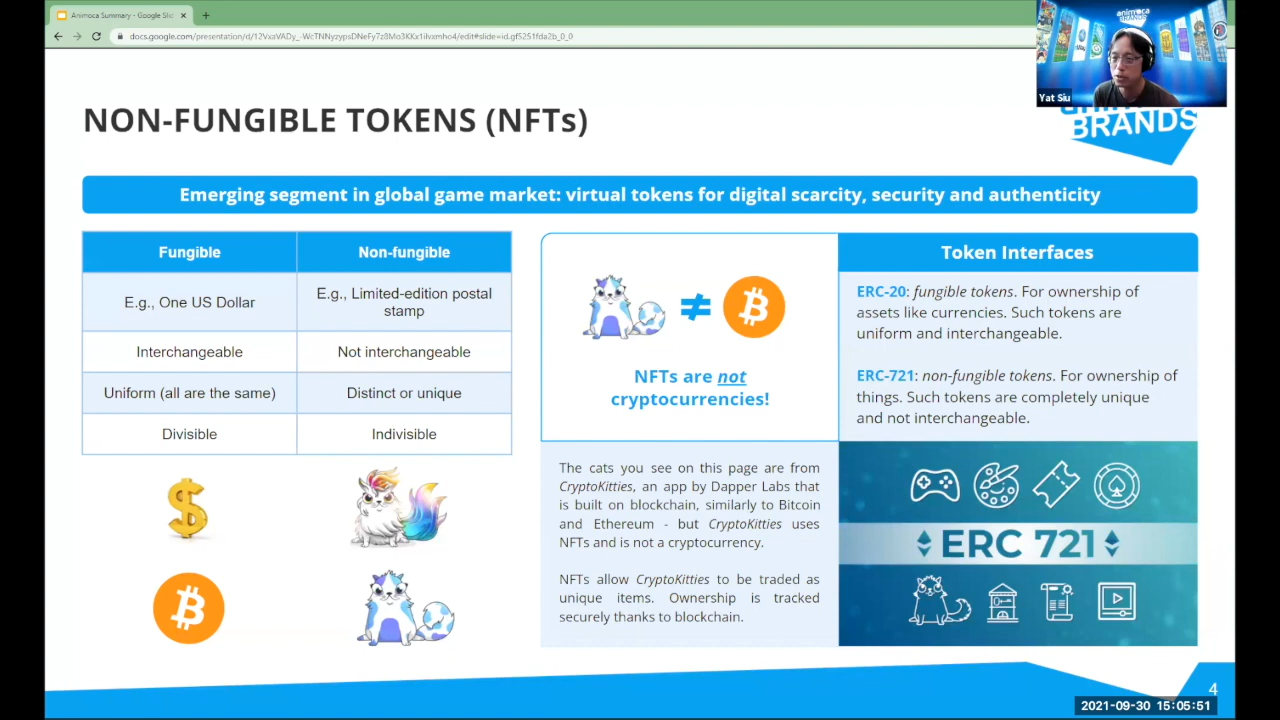 Animoca Summary - Google Slid
docs.google.com/presentation/d/12VxaVADy_-WcTNNyzypsDNeFy7z8Mo3KKx1ilvxmho4/edit#slide=id.gf5251fda2b_0_0
animoca
BRANDS
Yat Siu
NON-FUNGIBLE TOKENS (NFTs)
BRANDS
Emerging segment in global game market: virtual tokens for digital scarcity, security and authenticity
Fungible
Non-fungible
E.g., One US Dollar
E.g., Limited-edition postal
stamp
Interchangeable
Not interchangeable
Uniform (all are the same)
Distinct or unique
Divisible
Indivisible
≠
NFTs are not
cryptocurrencies!
The cats you see on this page are from
CryptoKitties, an app by Dapper Labs that
is built on blockchain, similarly to Bitcoin
and Ethereum - but CryptoKitties uses
NFTs and is not a cryptocurrency.
NFTs allow CryptoKitties to be traded as
unique items. Ownership is tracked
securely thanks to blockchain.
Token Interfaces
ERC-20: fungible tokens. For ownership of
assets like currencies. Such tokens are
uniform and interchangeable.
ERC-721: non-fungible tokens. For ownership of
things. Such tokens are completely unique
and not interchangeable.
ERC 721
4
2021-09-30 15:05:51